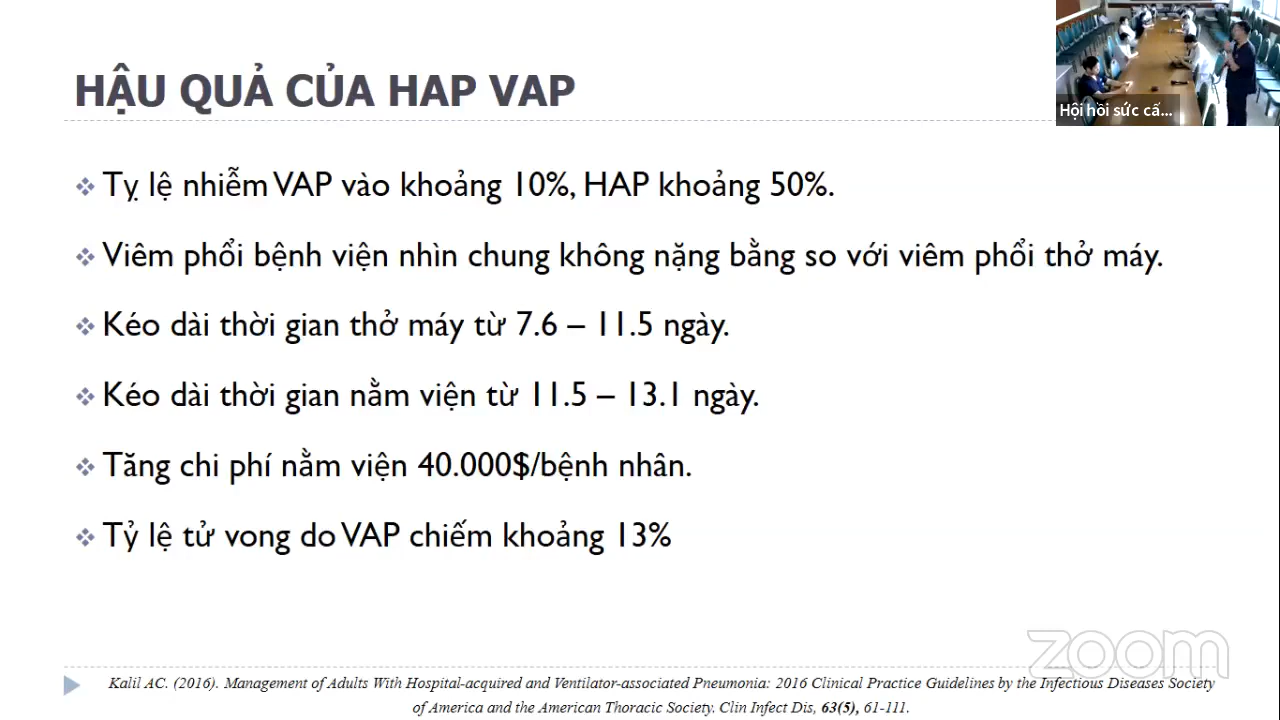 Hội hồi sức cấ...
HẬU QUẢ CỦA HAP VAP
Tỵ lệ nhiễm VAP vào khoảng 10%, HAP khoảng 50%.
Viêm phổi bệnh viện nhìn chung không nặng bằng so với viêm phổi thở máy.
Kéo dài thời gian thở máy từ 7.6 – 11.5 ngày.
Kéo dài thời gian nằm viện từ 11.5 – 13.1 ngày.
Tăng chi phí nằm viện 40.000$/bệnh nhân.
Tỷ lệ tử vong do VAP chiếm khoảng 13%
zoom
Kalil AC. (2016). Management of Adults With Hospital-acquired and Ventilator-associated Pneumonia: 2016 Clinical Practice Guidelines by the Infectious Diseases Society
of America and the American Thoracic Society. Clin Infect Dis, 63(5), 61-111.